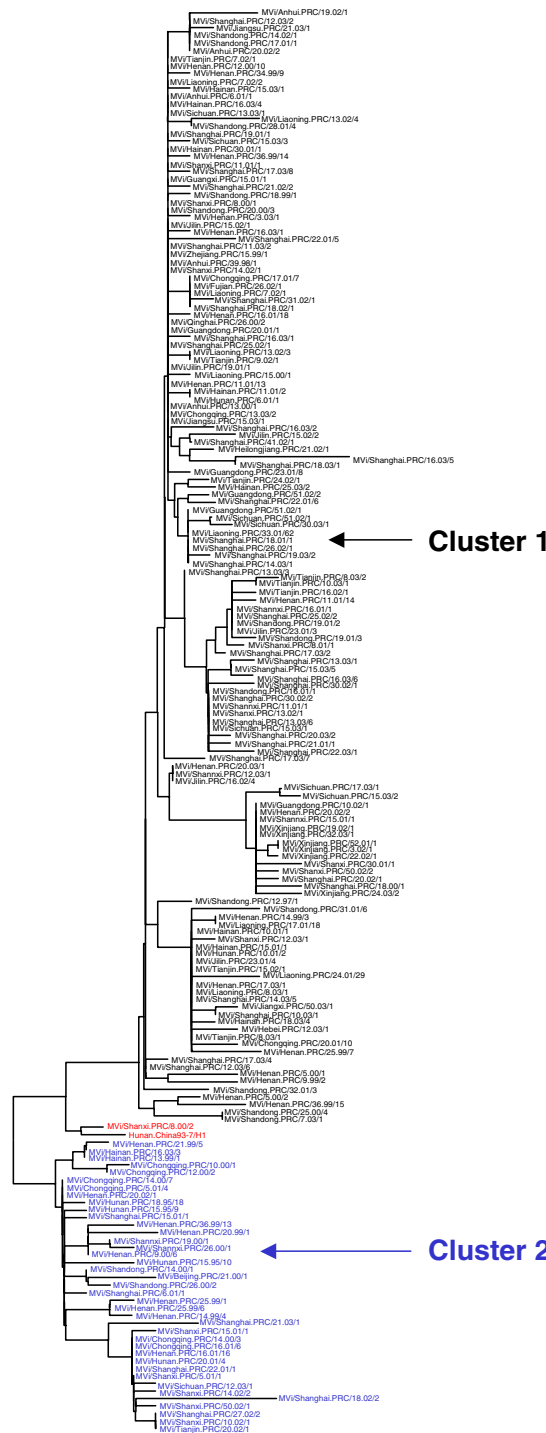 MVi/Anhui.PRC/19.02/1
MVi/Shanghai.PRC/12.03/2
MVi/Jiangsu.PRC/21.03/1
MVi/Shandong.PRC/14.02/1
MVi/Shandong.PRC/17.01/1
MVi/Anhui.PRC/20.02/2
MVi/Tianjin.PRC/7.02/1
MVi/Henan.PRC/12.00/10
MVi/Henan.PRC/34.99/9
MVi/Liaoning.PRC/7.02/2
MVi/Hainan.PRC/15.03/1
MVi/Anhui.PRC/6.01/1
MVi/Hainan.PRC/16.03/4
MVi/Sichuan.PRC/13.03/1
MVi/Liaoning.PRC/13.02/4
MVi/Shandong.PRC/28.01/4
MVi/Shanghai.PRC/19.01/1
MVi/Sichuan.PRC/15.03/3
MVi/Hainan.PRC/30.01/1
MVi/Henan.PRC/36.99/14
MVi/Shanxi.PRC/11.01/1
MVi/Shanghai.PRC/17.03/8
MVi/Guangxi.PRC/15.01/1
MVi/Shanghai.PRC/21.02/2
MVi/Shandong.PRC/18.99/1
MVi/Shanxi.PRC/8.00/1
MVi/Shandong.PRC/20.00/3
MVi/Henan.PRC/3.03/1
MVi/Jilin.PRC/15.02/1
MVi/Henan.PRC/16.03/1
MVi/Shanghai.PRC/22.01/5
MVi/Shanghai.PRC/11.03/2
MVi/Zhejiang.PRC/15.99/1
MVi/Anhui.PRC/39.98/1
MVi/Shanxi.PRC/14.02/1
MVi/Chongqing.PRC/17.01/7
MVi/Fujian.PRC/26.02/1
MVi/Liaoning.PRC/7.02/1
MVi/Shanghai.PRC/31.02/1
MVi/Shanghai.PRC/18.02/1
MVi/Henan.PRC/16.01/18
MVi/Qinghai.PRC/26.00/2
MVi/Guangdong.PRC/20.01/1
MVi/Shanghai.PRC/16.03/1
MVi/Shanghai.PRC/25.02/1
MVi/Liaoning.PRC/13.02/3
MVi/Tianjin.PRC/9.02/1
MVi/Jilin.PRC/19.01/1
MVi/Liaoning.PRC/15.00/1
MVi/Henan.PRC/11.01/13
MVi/Hainan.PRC/11.01/2
MVi/Hunan.PRC/6.01/1
MVi/Anhui.PRC/13.00/1
MVi/Chongqing.PRC/13.03/2
MVi/Jiangsu.PRC/15.03/1
MVi/Shanghai.PRC/16.03/2
MVi/Jilin.PRC/15.02/2
MVi/Shanghai.PRC/41.02/1
MVi/Heilongjiang.PRC/21.02/1
MVi/Shanghai.PRC/16.03/5
MVi/Shanghai.PRC/18.03/1
MVi/Guangdong.PRC/23.01/8
MVi/Tianjin.PRC/24.02/1
MVi/Hainan.PRC/25.03/2
MVi/Guangdong.PRC/51.02/2
MVi/Shanghai.PRC/22.01/6
MVi/Guangdong.PRC/51.02/1
MVi/Sichuan.PRC/51.02/1
MVi/Sichuan.PRC/30.03/1
MVi/Liaoning.PRC/33.01/62
MVi/Shanghai.PRC/18.01/1
Cluster 1
MVi/Shanghai.PRC/26.02/1
MVi/Shanghai.PRC/19.03/2
MVi/Shanghai.PRC/14.03/1
MVi/Shanghai.PRC/13.03/3
MVi/Tianjin.PRC/8.03/2
MVi/Tianjin.PRC/10.03/1
MVi/Tianjin.PRC/16.02/1
MVi/Henan.PRC/11.01/14
MVi/Shannxi.PRC/16.01/1
MVi/Shanghai.PRC/25.02/2
MVi/Shandong.PRC/19.01/2
MVi/Jilin.PRC/23.01/3
MVi/Shandong.PRC/19.01/3
MVi/Shanxi.PRC/8.01/1
MVi/Shanghai.PRC/17.03/2
MVi/Shanghai.PRC/13.03/1
MVi/Shanghai.PRC/15.03/5
MVi/Shanghai.PRC/16.03/6
MVi/Shanghai.PRC/30.02/1
MVi/Shandong.PRC/16.01/1
MVi/Shanghai.PRC/30.02/2
MVi/Shannxi.PRC/11.01/1
MVi/Shanxi.PRC/13.02/1
MVi/Shanghai.PRC/13.03/6
MVi/Sichuan.PRC/15.03/1
MVi/Shanghai.PRC/20.03/2
MVi/Shanghai.PRC/21.01/1
MVi/Shanghai.PRC/22.03/1
MVi/Shanghai.PRC/17.03/7
MVi/Henan.PRC/20.03/1
MVi/Shannxi.PRC/12.03/1
MVi/Jilin.PRC/16.02/4
MVi/Sichuan.PRC/17.03/1
MVi/Sichuan.PRC/15.03/2
MVi/Guangdong.PRC/10.02/1
MVi/Henan.PRC/20.02/2
MVi/Shannxi.PRC/15.01/1
MVi/Xinjiang.PRC/19.02/1
MVi/Xinjiang.PRC/32.03/1
MVi/Xinjiang.PRC/52.01/1
MVi/Xinjiang.PRC/3.02/1
MVi/Xinjiang.PRC/22.02/1
MVi/Shanxi.PRC/30.01/1
MVi/Shanxi.PRC/50.02/2
MVi/Shanghai.PRC/20.02/1
MVi/Shanghai.PRC/18.00/1
MVi/Xinjiang.PRC/24.03/2
MVi/Shandong.PRC/12.97/1
MVi/Shandong.PRC/31.01/6
MVi/Henan.PRC/14.99/3
MVi/Liaoning.PRC/17.01/18
MVi/Hainan.PRC/10.01/1
MVi/Shanxi.PRC/12.03/1
MVi/Hainan.PRC/15.01/1
MVi/Hunan.PRC/10.01/2
MVi/Jilin.PRC/23.01/4
MVi/Tianjin.PRC/15.02/1
MVi/Liaoning.PRC/24.01/29
MVi/Henan.PRC/17.03/1
MVi/Liaoning.PRC/8.03/1
MVi/Shanghai.PRC/14.03/5
MVi/Jiangxi.PRC/50.03/1
MVi/Shanghai.PRC/10.03/1
MVi/Hainan.PRC/18.03/4
MVi/Hebei.PRC/12.03/1
MVi/Tianjin.PRC/8.03/1
MVi/Chongqing.PRC/20.01/10
MVi/Henan.PRC/25.99/7
MVi/Shanghai.PRC/17.03/4
MVi/Shanghai.PRC/12.03/6
MVi/Henan.PRC/5.00/1
MVi/Henan.PRC/9.99/2
MVi/Shandong.PRC/32.01/3
MVi/Henan.PRC/5.00/2
MVi/Henan.PRC/36.99/15
MVi/Shandong.PRC/25.00/4
MVi/Shandong.PRC/7.03/1
MVi/Shanxi.PRC/8.00/2
Hunan.China93-7/H1
MVi/Henan.PRC/21.99/5
MVi/Hainan.PRC/16.03/3
MVi/Hainan.PRC/13.99/1
MVi/Chongqing.PRC/10.00/1
MVi/Chongqing.PRC/12.00/2
MVi/Chongqing.PRC/14.00/7
MVi/Chongqing.PRC/5.01/4
MVi/Henan.PRC/20.02/1
MVi/Hunan.PRC/18.95/18
MVi/Hunan.PRC/15.95/9
MVi/Shanghai.PRC/15.01/1
MVi/Henan.PRC/36.99/13
MVi/Henan.PRC/20.99/1
MVi/Shannxi.PRC/19.00/1
MVi/Shannxi.PRC/26.00/1
Cluster 2
MVi/Henan.PRC/9.00/6
MVi/Hunan.PRC/15.95/10
MVi/Shandong.PRC/14.00/1
MVi/Beijing.PRC/21.00/1
MVi/Shandong.PRC/26.00/2
MVi/Shanghai.PRC/6.01/1
MVi/Henan.PRC/25.99/1
MVi/Henan.PRC/25.99/6
MVi/Henan.PRC/14.99/4
MVi/Shanghai.PRC/21.03/1
MVi/Shanxi.PRC/15.01/1
MVi/Chongqing.PRC/14.00/3
MVi/Chongqing.PRC/16.01/6
MVi/Henan.PRC/16.01/16
MVi/Hunan.PRC/20.01/4
MVi/Shanghai.PRC/22.01/1
MVi/Shanxi.PRC/5.01/1
MVi/Sichuan.PRC/12.03/1
MVi/Shanxi.PRC/14.02/2
MVi/Shanghai.PRC/18.02/2
MVi/Shanxi.PRC/50.02/1
MVi/Shanghai.PRC/27.02/2
MVi/Shanxi.PRC/10.02/1
MVi/Tianjin.PRC/20.02/1